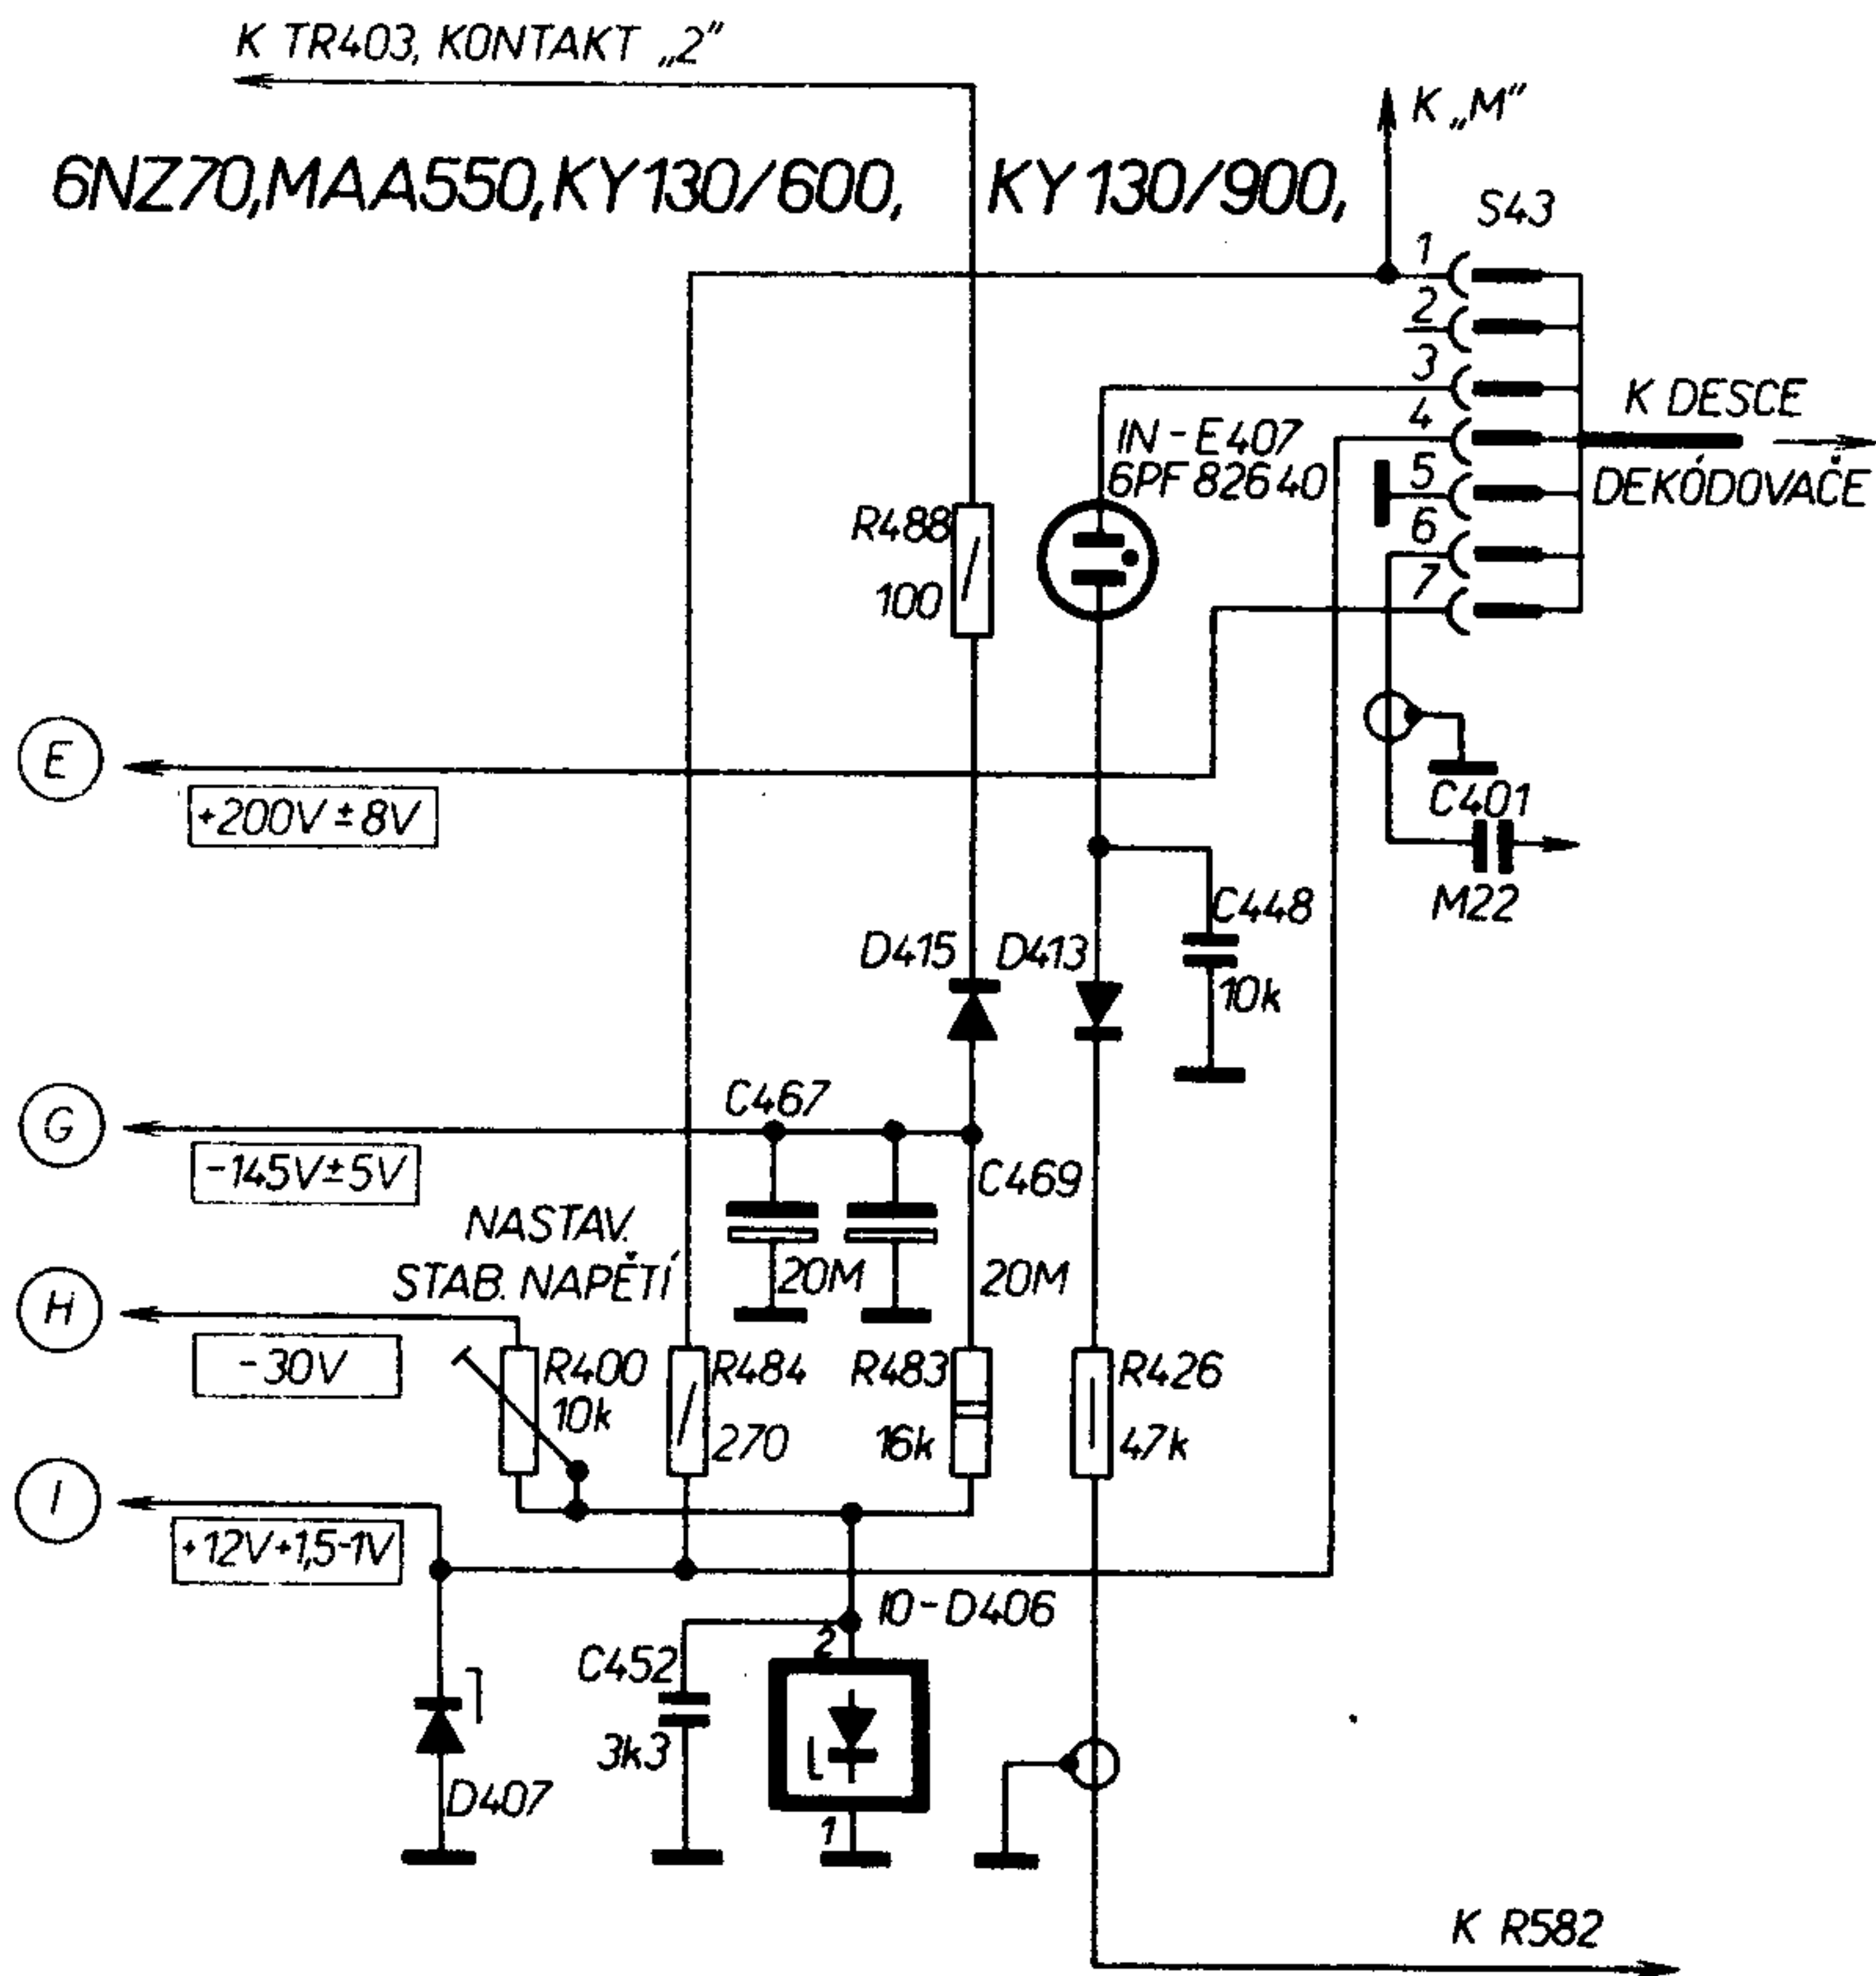 K TR403, KONTAKT „2"
K „M"
6NZ70, MAA550, KY130/600, KY130/900,
S43
1
2
3
4
5
6
7
K DESCE
DEKÓDOVAČE
IN-E407
6PF 826 40
R488
100
E
+200V ± 8V
C401
M22
C448
10k
D415
D413
C467
G
-145V±5V
C469
20M
20M
NASTAV.
STAB. NAPĚTÍ
H
-30V
R400
10k
R484
270
R483
16k
R426
47k
I
+12V+1,5-1V
IO-D406
2
C452
3k3
D407
1
K R582